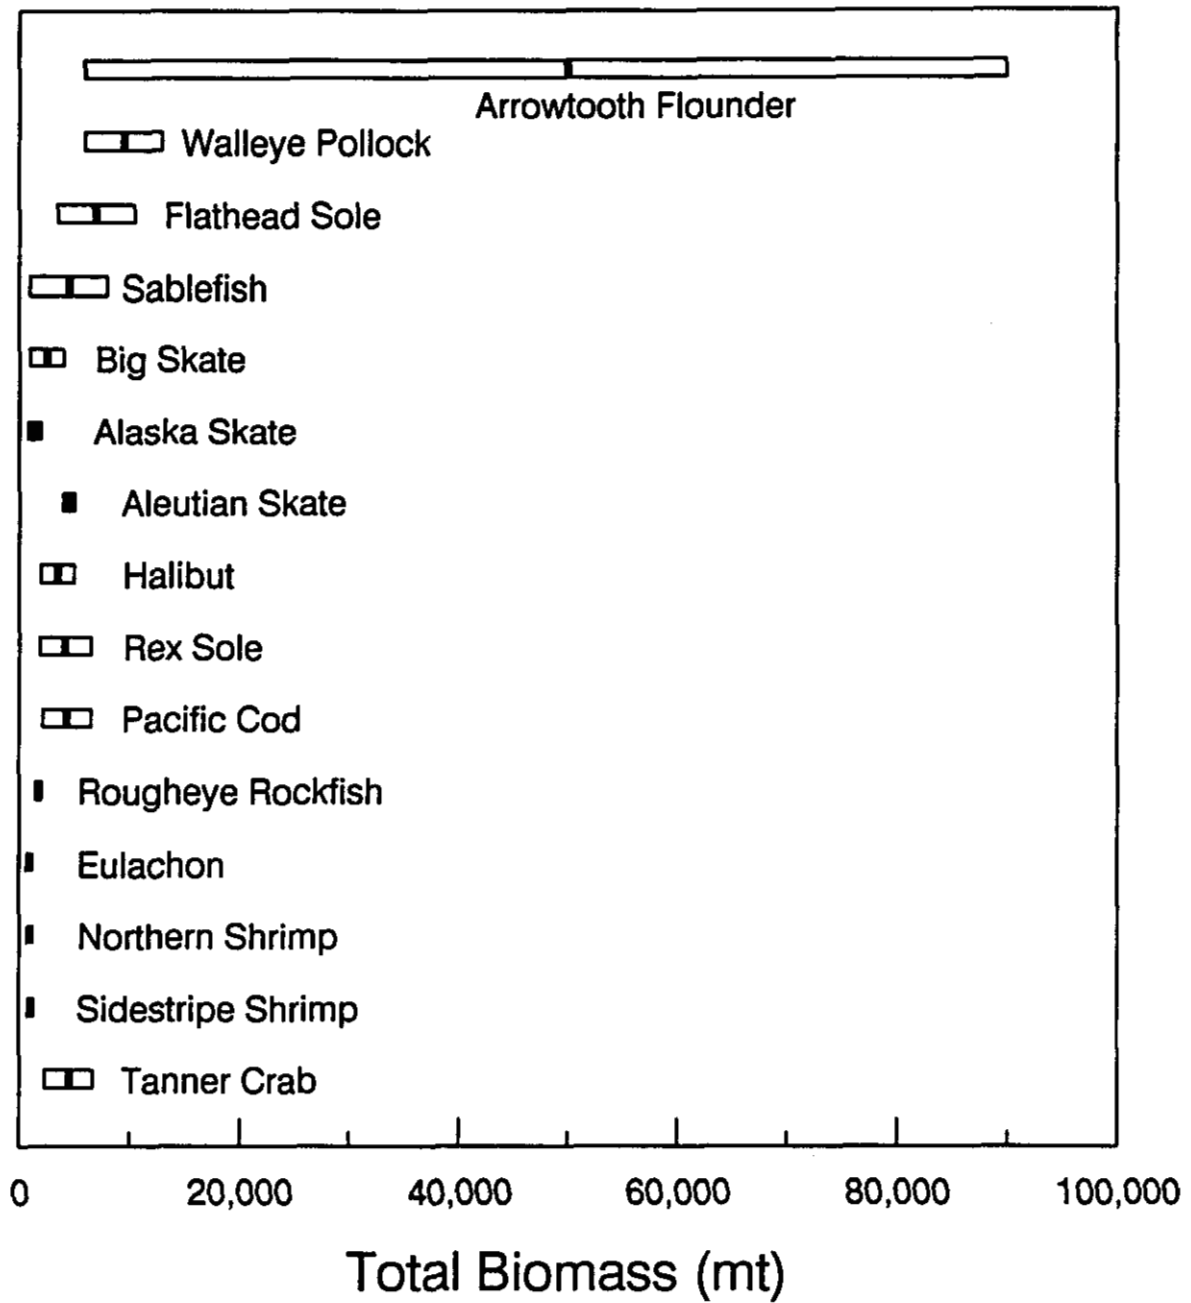 Arrowtooth Flounder
Walleye Pollock
Flathead Sole
Sablefish
Big Skate
Alaska Skate
Aleutian Skate
Halibut
Rex Sole
Pacific Cod
Rougheye Rockfish
Eulachon
Northern Shrimp
Sidestripe Shrimp
Tanner Crab
0 20,000 40,000 60,000 80,000 100,000
Total Biomass (mt)